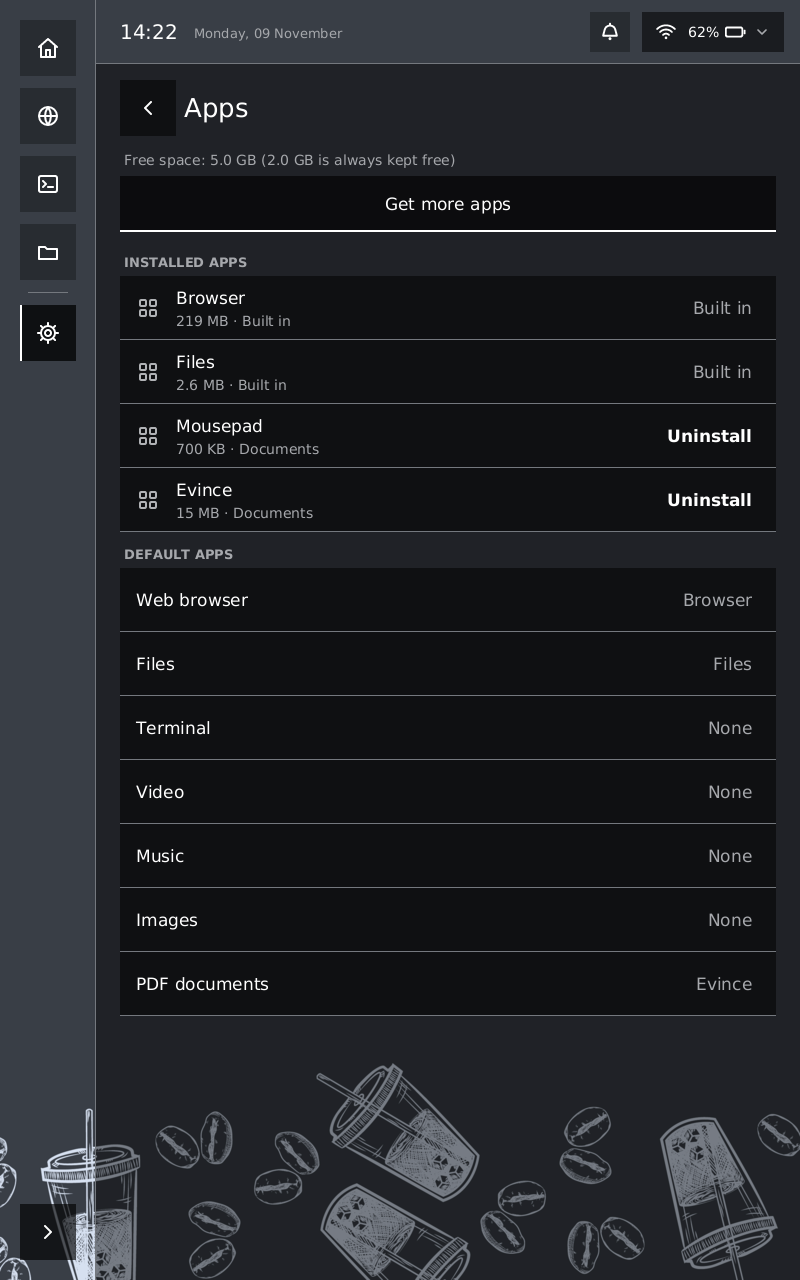 14:22 Monday, 09 November 62%
Apps
Free space: 5.0 GB (2.0 GB is always kept free)
Get more apps
INSTALLED APPS
Browser
219 MB · Built in
Built in
Files
2.6 MB · Built in
Built in
Mousepad
700 KB · Documents
Uninstall
Evince
15 MB · Documents
Uninstall
DEFAULT APPS
Web browser Browser
Files Files
Terminal None
Video None
Music None
Images None
PDF documents Evince